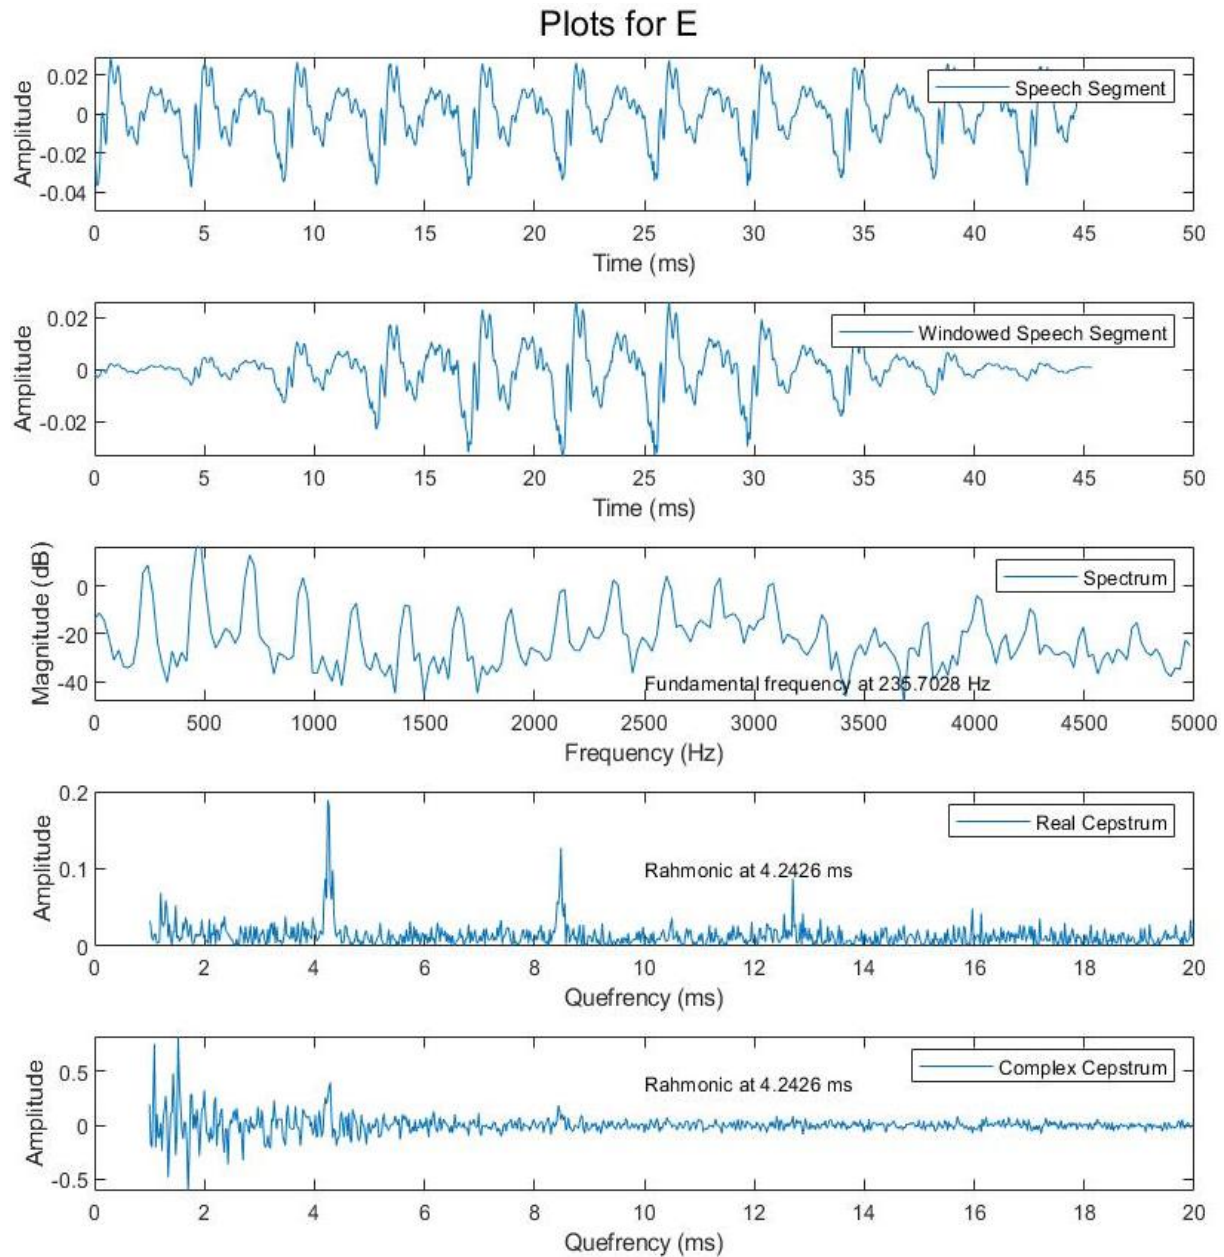 Plots for E
Amplitude
0.02
0
-0.02
-0.04
Speech Segment
0 5 10 15 20 25 30 35 40 45 50
Time (ms)
Amplitude
0.02
0
-0.02
Windowed Speech Segment
0 5 10 15 20 25 30 35 40 45 50
Time (ms)
Magnitude (dB)
0
-20
-40
Spectrum
Fundamental frequency at 235.7028 Hz
0 500 1000 1500 2000 2500 3000 3500 4000 4500 5000
Frequency (Hz)
Amplitude
0.2
0.1
0
Real Cepstrum
Rahmonic at 4.2426 ms
0 2 4 6 8 10 12 14 16 18 20
Quefrency (ms)
Amplitude
0.5
0
-0.5
Complex Cepstrum
Rahmonic at 4.2426 ms
0 2 4 6 8 10 12 14 16 18 20
Quefrency (ms)